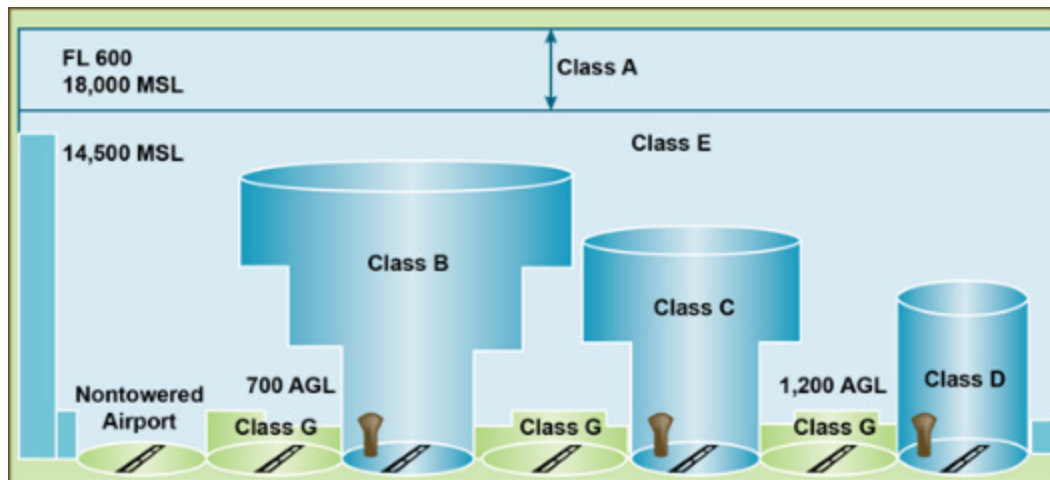 FL 600
18,000 MSL
Class A
14,500 MSL
Class E
Class B
Class C
Class D
Nontowered
Airport
700 AGL
Class G
Class G
1,200 AGL
Class G